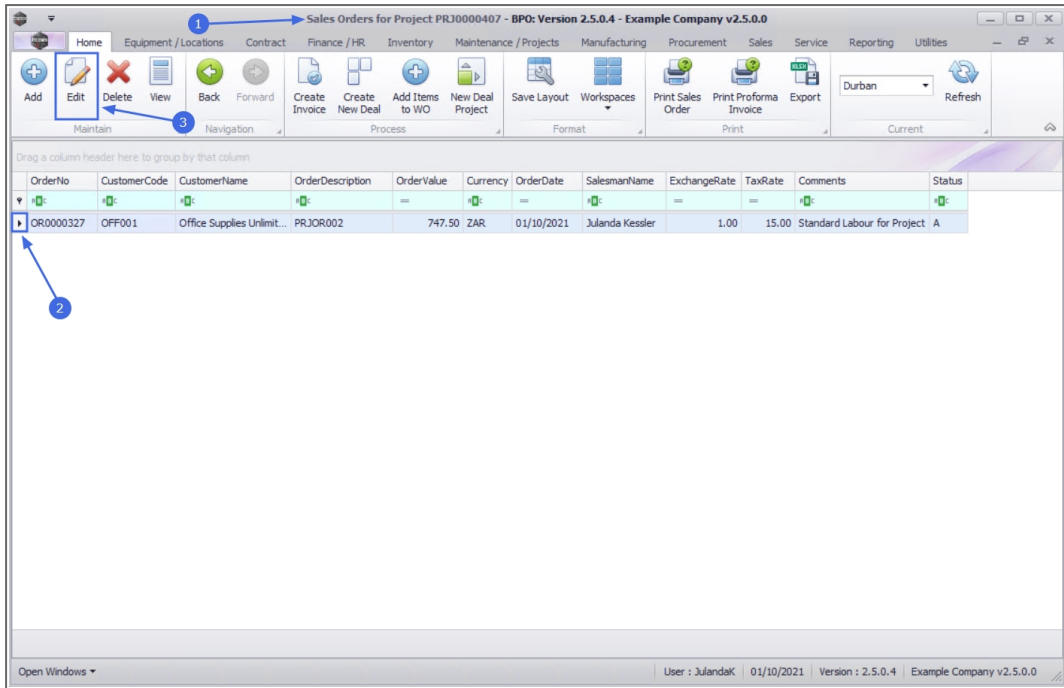 1
Sales Orders for Project PRJ0000407 - BPO: Version 2.5.0.4 - Example Company v2.5.0.0
Home Equipment / Locations Contract Finance / HR Inventory Maintenance / Projects Manufacturing Procurement Sales Service Reporting Utilities
Add Edit Delete View Back Forward Create Invoice Create New Deal Add Items to WO New Deal Project Save Layout Workspaces Print Sales Order Print Proforma Invoice Export Durban Refresh
3
Maintain Navigation Process Format Print Current
Drag a column header here to group by that column
OrderNo CustomerCode CustomerName OrderDescription OrderValue Currency OrderDate SalesmanName ExchangeRate TaxRate Comments Status
OR0000327 OFF001 Office Supplies Unlimit... PRJOR002 747.50 ZAR 01/10/2021 Julanda Kessler 1.00 15.00 Standard Labour for Project A
2
Open Windows User : JulandaK 01/10/2021 Version : 2.5.0.4 Example Company v2.5.0.0